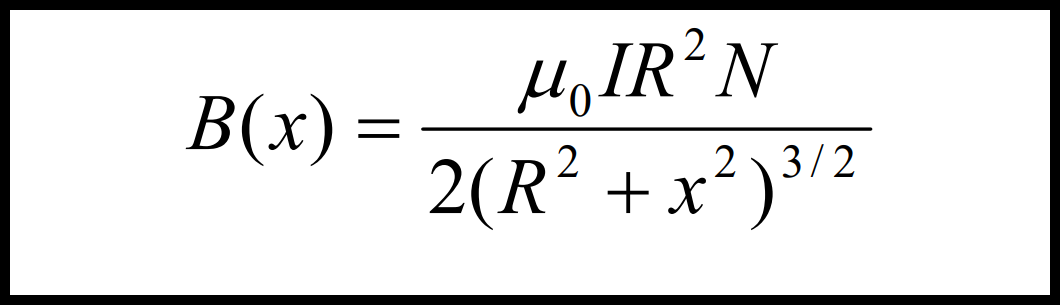 B(x) = μ₀IR²N / 2(R² + x²)^3/2